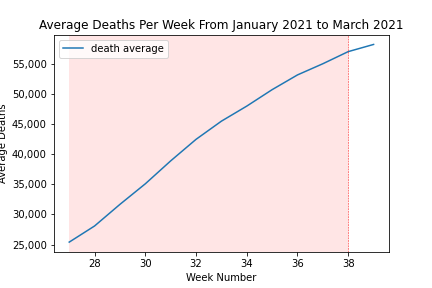 Average Deaths Per Week From January 2021 to March 2021
death average
55,000
50,000
45,000
40,000
35,000
30,000
25,000
Average Deaths
28 30 32 34 36 38
Week Number